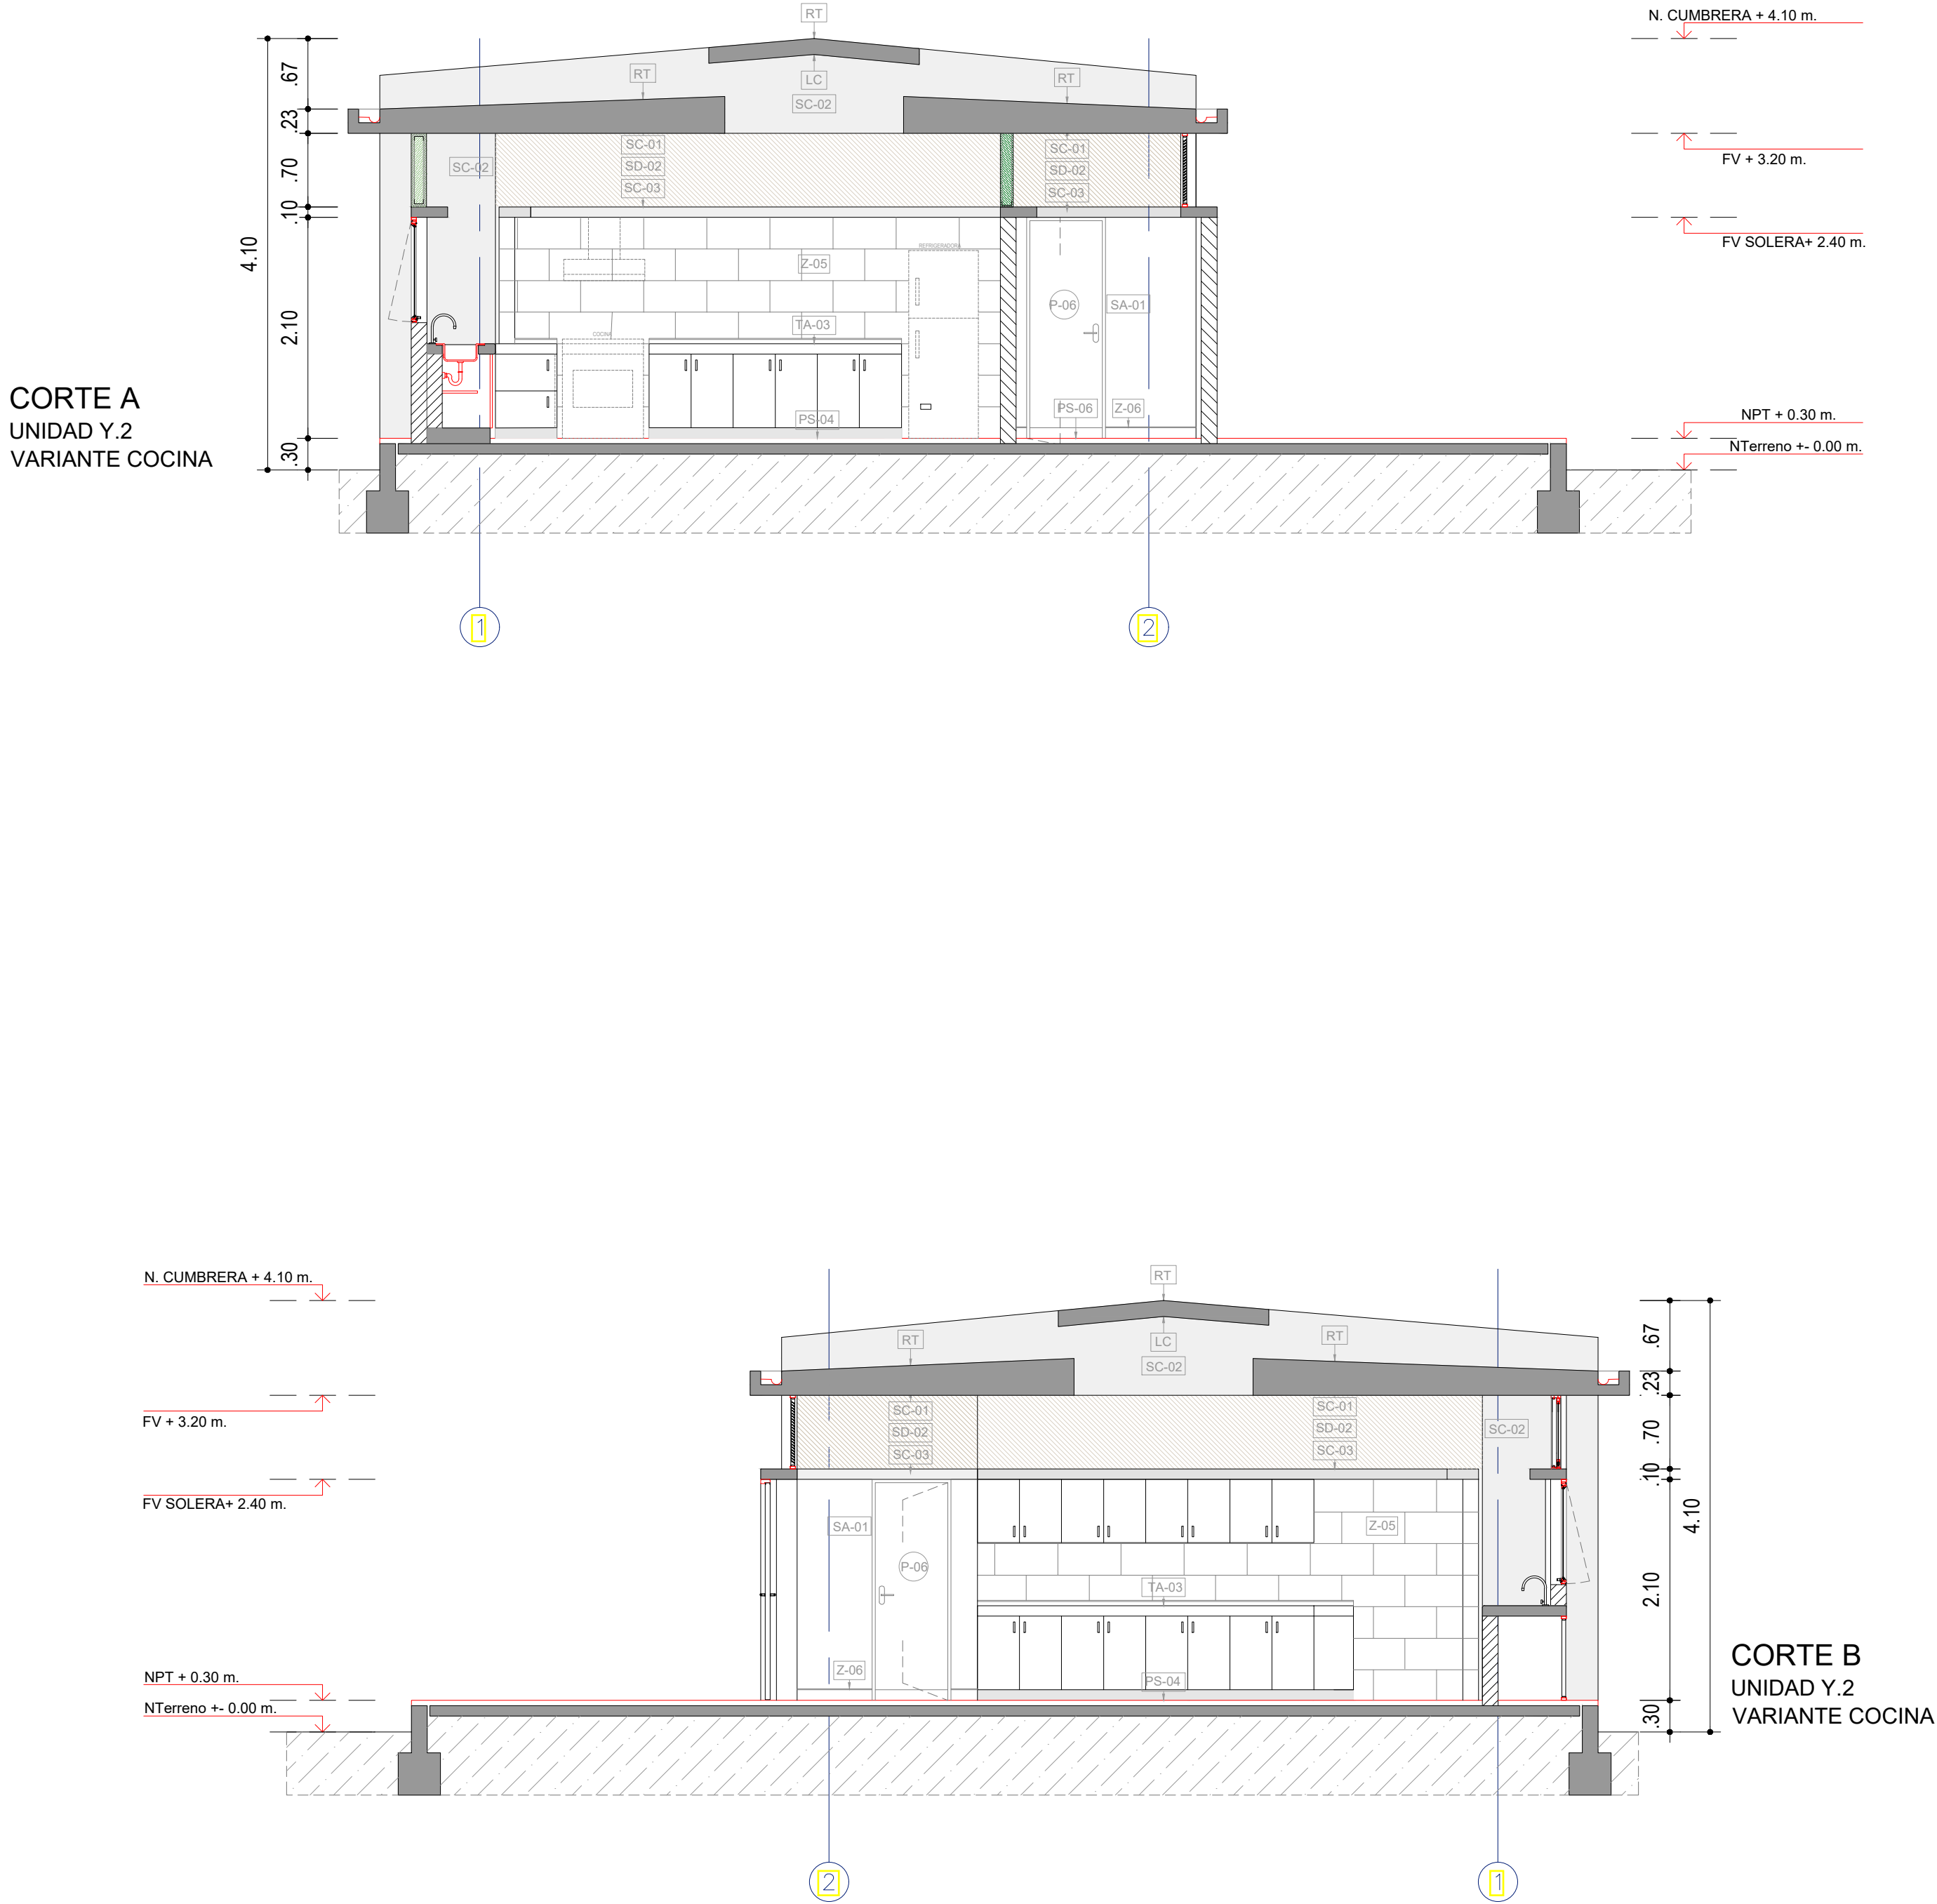 RT
N. CUMBRERA + 4.10 m.
.67
RT
LC
RT
SC-02
.23
SC-01
SC-01
FV + 3.20 m.
SC-02
SD-02
SD-02
.70
SC-03
SC-03
.10
FV SOLERA+ 2.40 m.
4.10
REFRIGERADORA
Z-05
P-06
SA-01
2.10
COCINA
TA-03
CORTE A
UNIDAD Y.2
VARIANTE COCINA
PS-04
PS-06
Z-06
NPT + 0.30 m.
.30
NTerreno +- 0.00 m.
1
2
N. CUMBRERA + 4.10 m.
RT
.67
RT
LC
RT
SC-02
.23
FV + 3.20 m.
SC-01
SC-01
SD-02
SD-02
SC-02
.70
SC-03
SC-03
.10
FV SOLERA+ 2.40 m.
4.10
SA-01
Z-05
P-06
TA-03
2.10
CORTE B
UNIDAD Y.2
VARIANTE COCINA
NPT + 0.30 m.
Z-06
PS-04
NTerreno +- 0.00 m.
.30
2
1